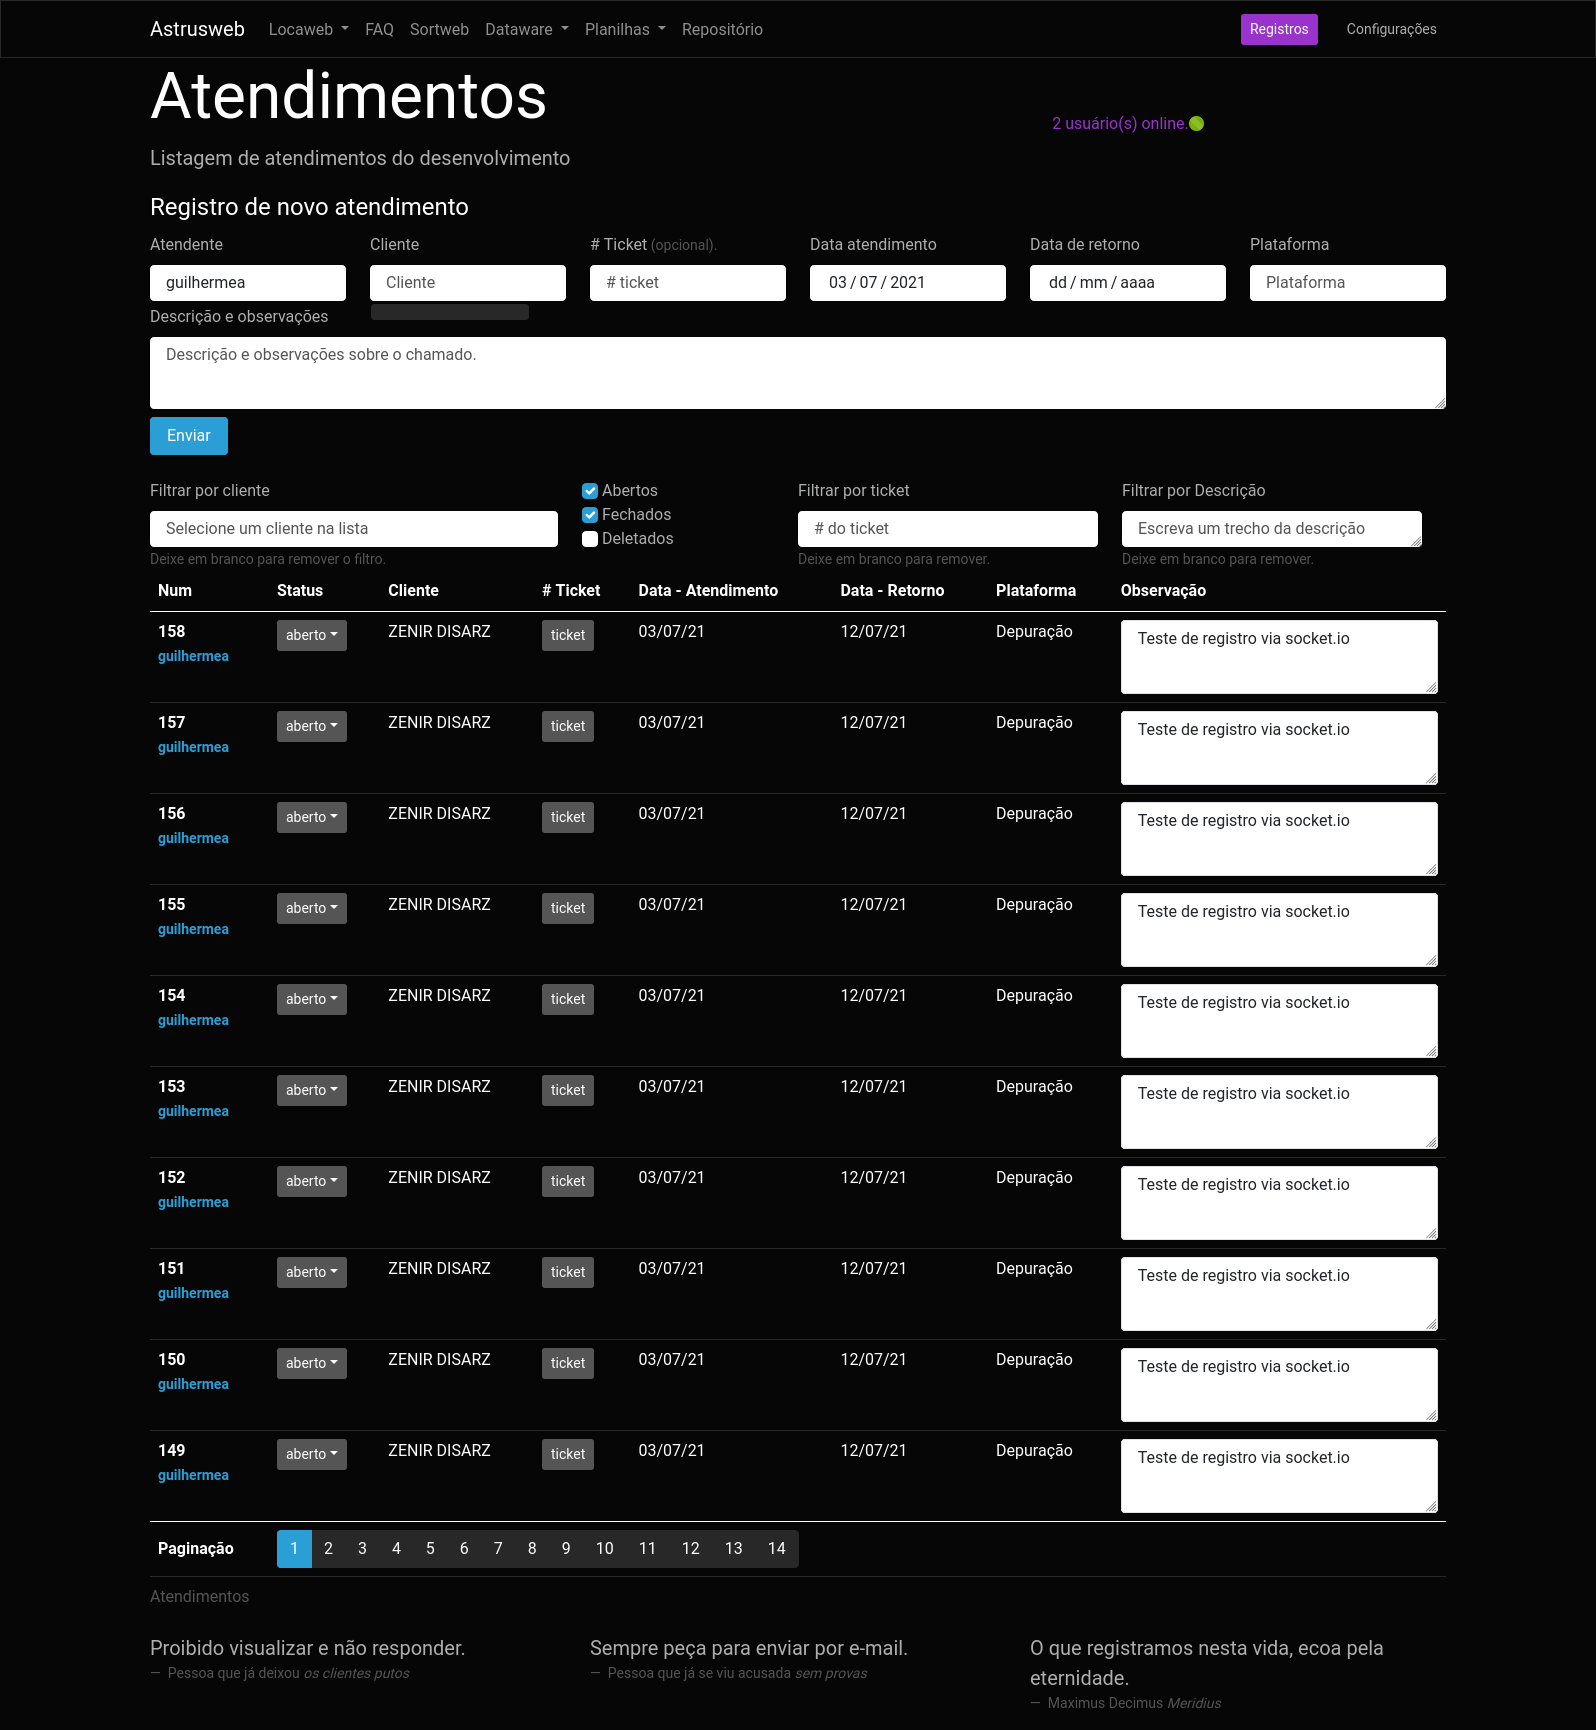 Astrusweb Locaweb FAQ Sortweb Dataware Planilhas Repositório Registros Configurações
Atendimentos
2 usuário(s) online.
Listagem de atendimentos do desenvolvimento
Registro de novo atendimento
Atendente Cliente # Ticket (opcional). Data atendimento Data de retorno Plataforma
guilhermea Cliente # ticket 03 / 07 / 2021 dd / mm / aaaa Plataforma
Descrição e observações
Descrição e observações sobre o chamado.
Enviar
Filtrar por cliente Abertos Filtrar por ticket Filtrar por Descrição
Fechados
Selecione um cliente na lista Deletados # do ticket Escreva um trecho da descrição
Deixe em branco para remover o filtro. Deixe em branco para remover. Deixe em branco para remover.
Num Status Cliente # Ticket Data - Atendimento Data - Retorno Plataforma Observação
158 aberto ZENIR DISARZ ticket 03/07/21 12/07/21 Depuração Teste de registro via socket.io
guilhermea
157 aberto ZENIR DISARZ ticket 03/07/21 12/07/21 Depuração Teste de registro via socket.io
guilhermea
156 aberto ZENIR DISARZ ticket 03/07/21 12/07/21 Depuração Teste de registro via socket.io
guilhermea
155 aberto ZENIR DISARZ ticket 03/07/21 12/07/21 Depuração Teste de registro via socket.io
guilhermea
154 aberto ZENIR DISARZ ticket 03/07/21 12/07/21 Depuração Teste de registro via socket.io
guilhermea
153 aberto ZENIR DISARZ ticket 03/07/21 12/07/21 Depuração Teste de registro via socket.io
guilhermea
152 aberto ZENIR DISARZ ticket 03/07/21 12/07/21 Depuração Teste de registro via socket.io
guilhermea
151 aberto ZENIR DISARZ ticket 03/07/21 12/07/21 Depuração Teste de registro via socket.io
guilhermea
150 aberto ZENIR DISARZ ticket 03/07/21 12/07/21 Depuração Teste de registro via socket.io
guilhermea
149 aberto ZENIR DISARZ ticket 03/07/21 12/07/21 Depuração Teste de registro via socket.io
guilhermea
Paginação 1 2 3 4 5 6 7 8 9 10 11 12 13 14
Atendimentos
Proibido visualizar e não responder.
— Pessoa que já deixou os clientes putos
Sempre peça para enviar por e-mail.
— Pessoa que já se viu acusada sem provas
O que registramos nesta vida, ecoa pela
eternidade.
— Maximus Decimus Meridius